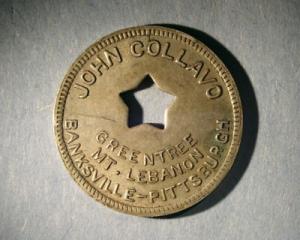 JOHN COLLAVO
GREENTREE
MT. LEBANON
BANKSVILLE-PITTSBURGH